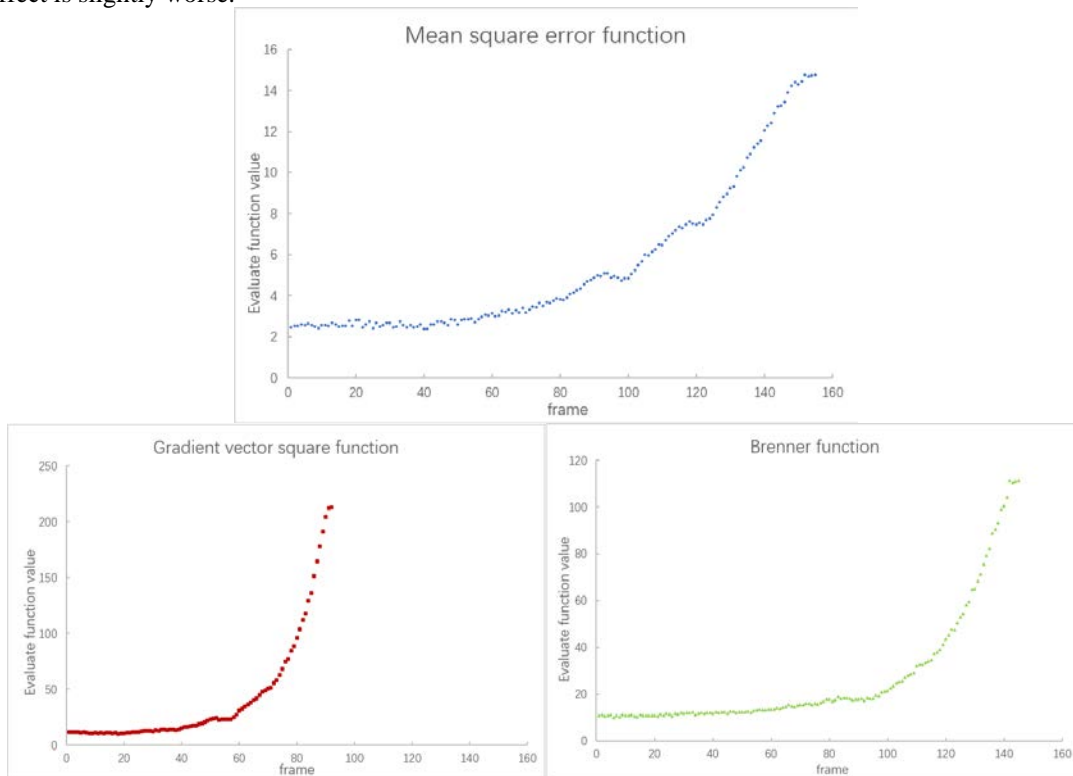 ffect is slightly worse.
Mean square error function
16
14
12
10
8
6
4
2
0
Evaluate function value
0 20 40 60 80 100 120 140 160
frame
Gradient vector square function
250
200
150
100
50
0
Evaluate function value
0 20 40 60 80 100 120 140 160
frame
Brenner function
120
100
80
60
40
20
0
Evaluate function value
0 20 40 60 80 100 120 140 160
frame